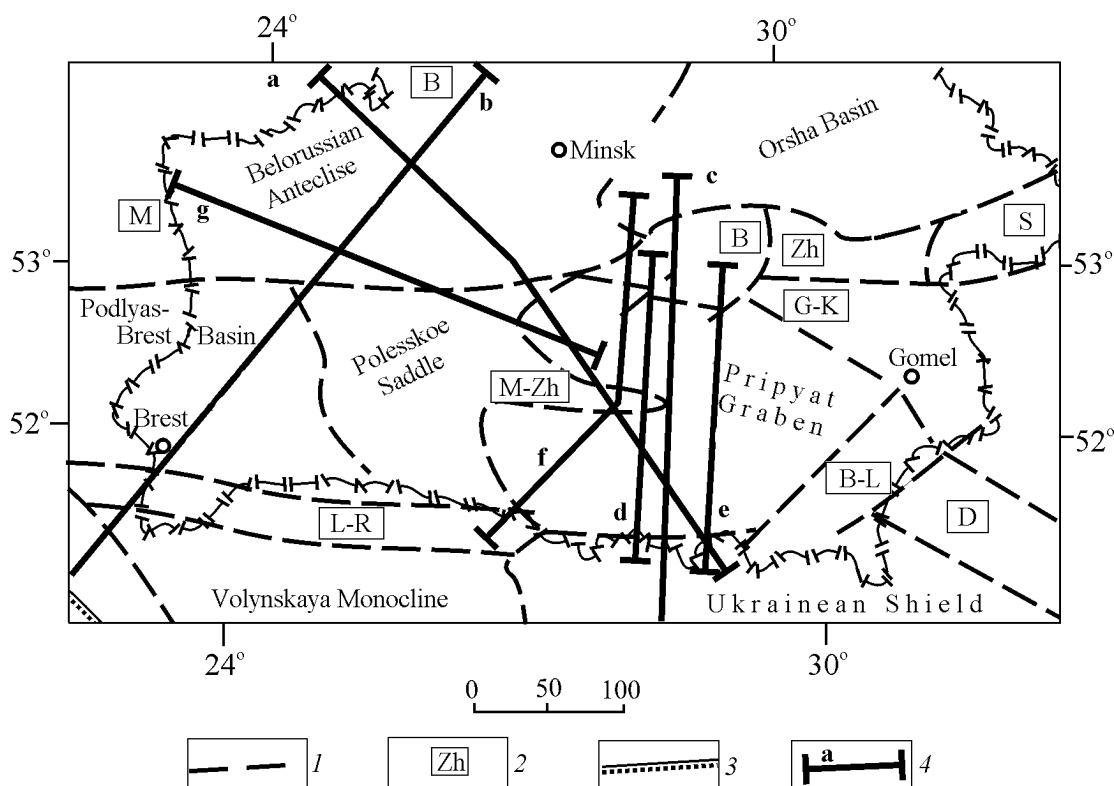 24°
30°
a
B
b
Minsk
Orsha Basin
Belorussian
Anteclise
c
M
g
B
Zh
S
53°
53°
Podlyas-
Brest Basin
G-K
Polesskoe
Saddle
Gomel
M-Zh
Pripyat
Graben
52°
52°
Brest
f
B-L
L-R
d
e
D
Volynskaya Monocline
Ukrainean Shield
24°
30°
0 50 100
1
Zh 2
3
a 4